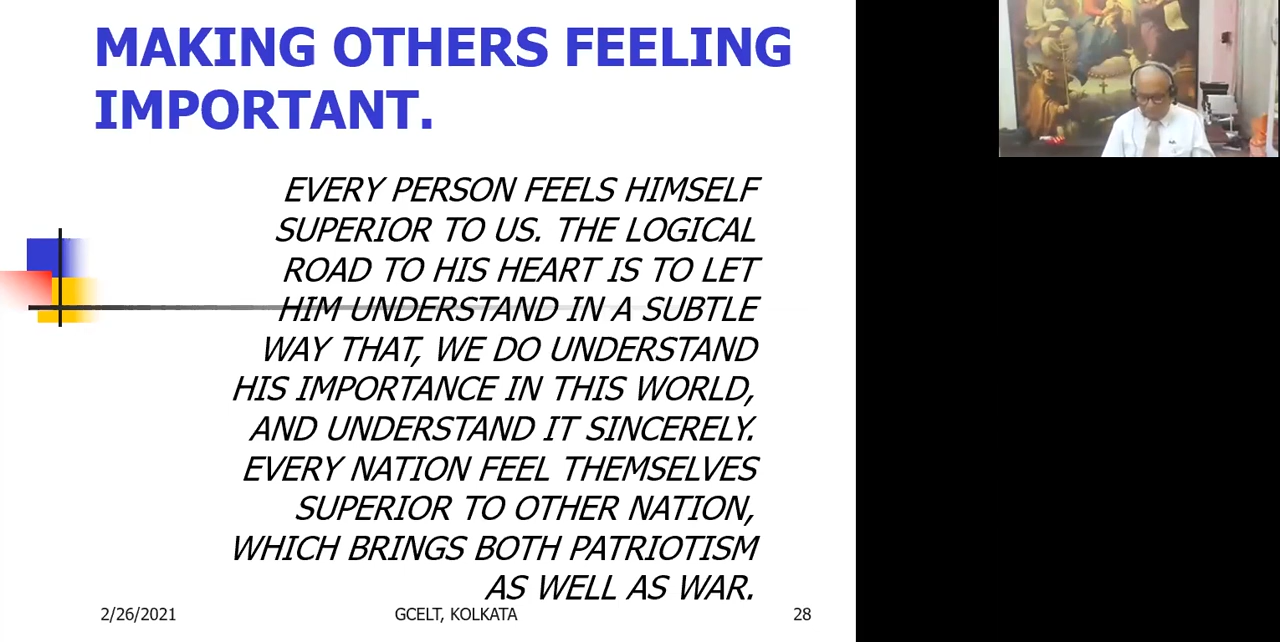 MAKING OTHERS FEELING
IMPORTANT.
EVERY PERSON FEELS HIMSELF
SUPERIOR TO US. THE LOGICAL
ROAD TO HIS HEART IS TO LET
HIM UNDERSTAND IN A SUBTLE
WAY THAT, WE DO UNDERSTAND
HIS IMPORTANCE IN THIS WORLD,
AND UNDERSTAND IT SINCERELY.
EVERY NATION FEEL THEMSELVES
SUPERIOR TO OTHER NATION,
WHICH BRINGS BOTH PATRIOTISM
AS WELL AS WAR.
2/26/2021 GCELT, KOLKATA 28